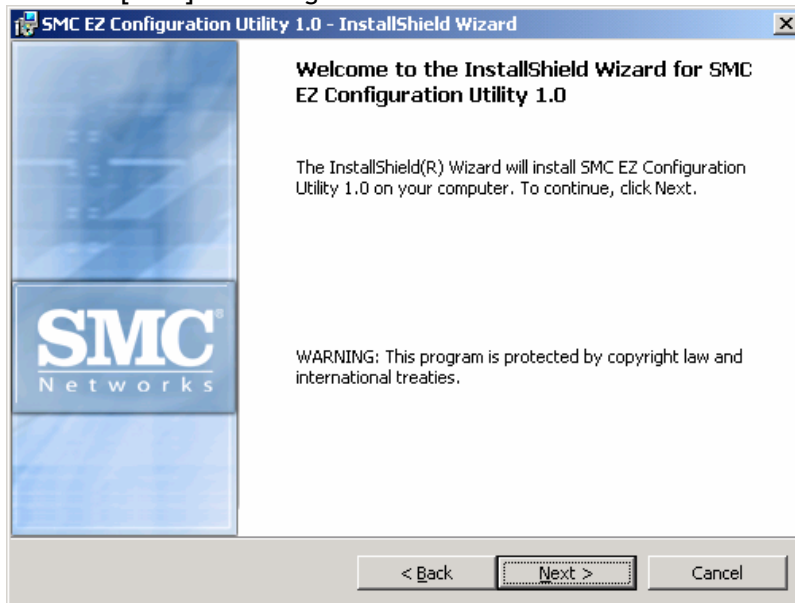 SMC EZ Configuration Utility 1.0 - InstallShield Wizard
Welcome to the InstallShield Wizard for SMC
EZ Configuration Utility 1.0
The InstallShield(R) Wizard will install SMC EZ Configuration
Utility 1.0 on your computer. To continue, click Next.
SMC®
Networks
WARNING: This program is protected by copyright law and
international treaties.
< Back
Next >
Cancel